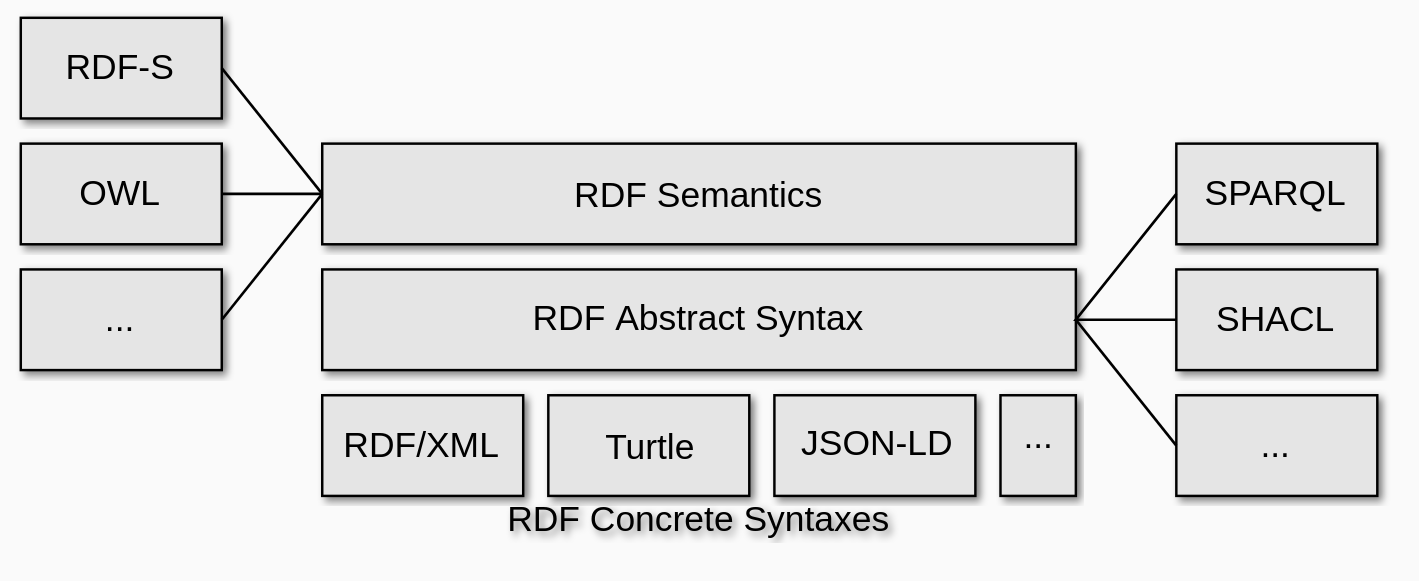 RDF-S
OWL
...
RDF Semantics
RDF Abstract Syntax
RDF/XML
Turtle
JSON-LD
...
RDF Concrete Syntaxes
SPARQL
SHACL
...